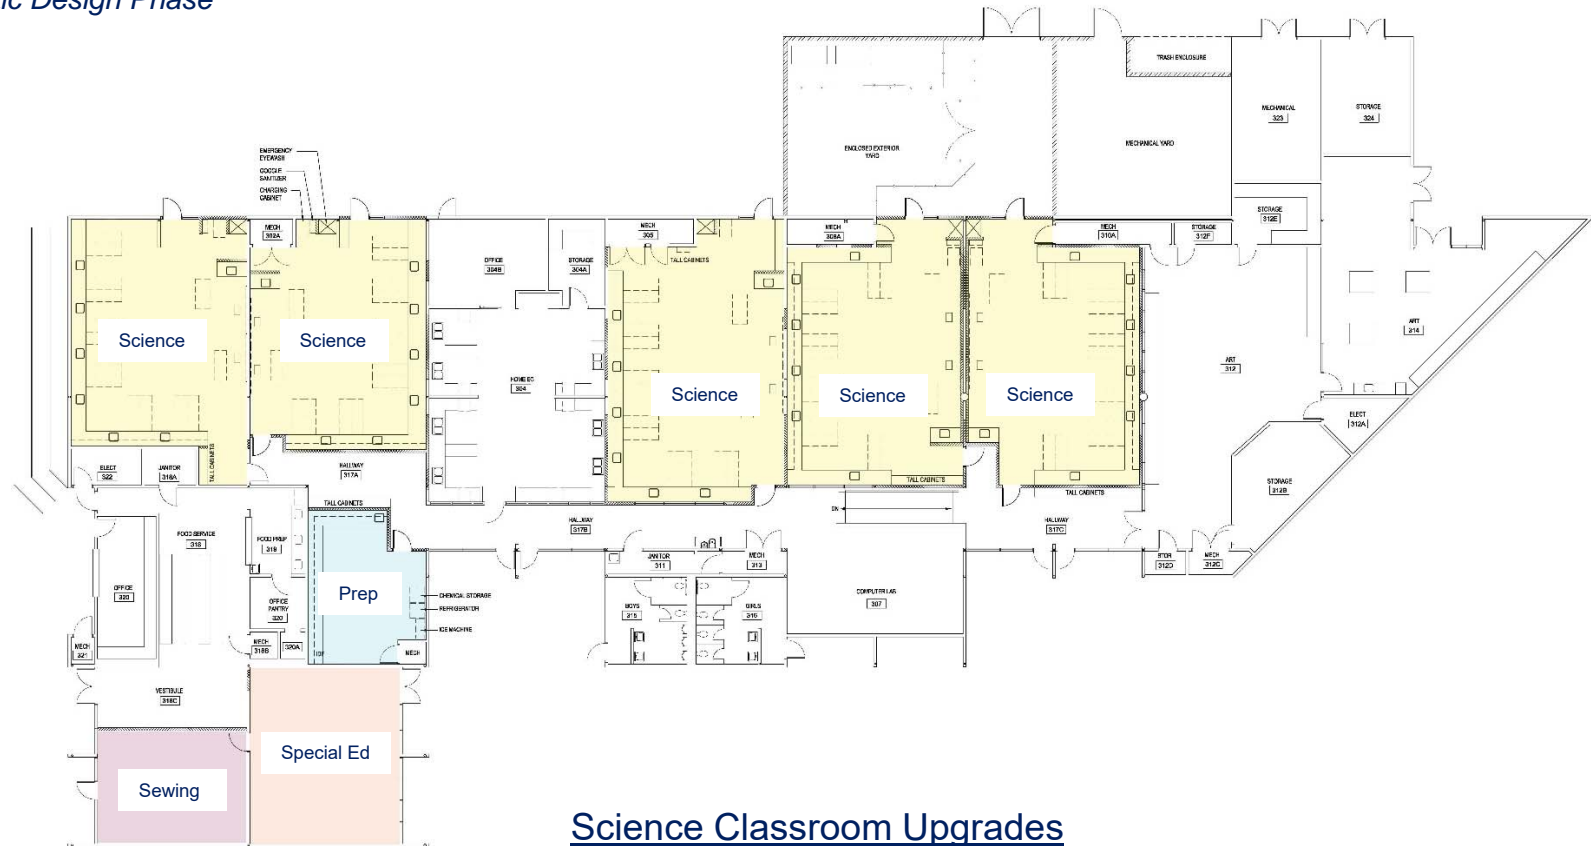 ic Design Phase
TRASH ENCLOSURE
MECHANICAL
323
STORAGE
324
MECHANICAL YARD
ENCLOSED EXTERIOR
YARD
EMERGENCY
EYEWASH
GOGGLE
SANITIZER
CHARGING
CABINET
MECH
302A
OFFICE
304B
STORAGE
304A
MECH
305
TALL CABINETS
MECH
308A
MECH
310A
STORAGE
312F
STORAGE
312E
Science
Science
Science
Science
Science
HOME EC
304
ART
312
ART
314
ELECT
312A
STORAGE
312B
ELECT
322
JANITOR
318A
TALL CABINETS
HALLWAY
317A
TALL CABINETS
TALL CABINETS
TALL CABINETS
DN
HALLWAY
317B
HALLWAY
317C
FOOD SERVICE
318
FOOD PREP
319
JANITOR
311
MECH
313
STOR
312D
MECH
312C
OFFICE
320
OFFICE
PANTRY
320
Prep
CHEMICAL STORAGE
REFRIGERATOR
ICE MACHINE
BOYS
315
GIRLS
316
COMPUTER LAB
307
MECH
321
MECH
318B
320A
MECH
VESTIBULE
318C
Special Ed
Sewing
Science Classroom Upgrades